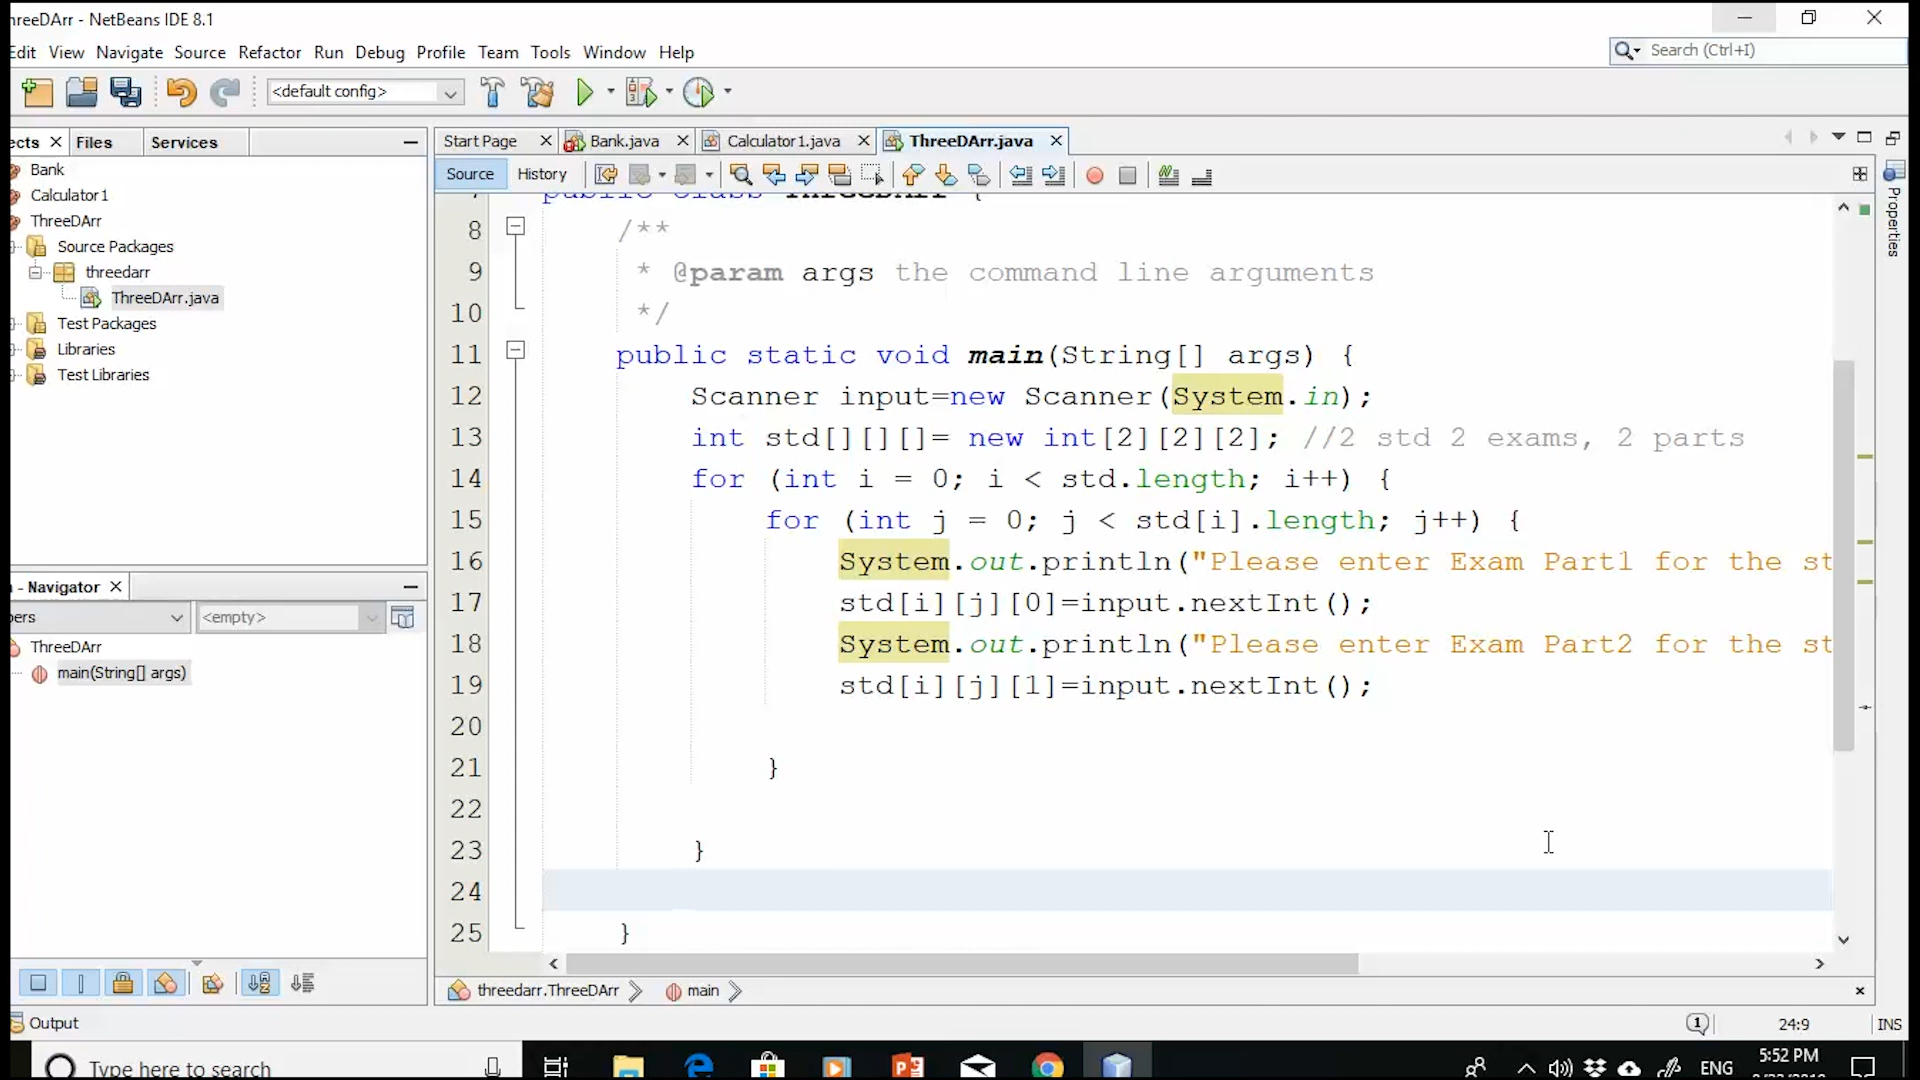 hreeDArr - NetBeans IDE 8.1
Edit View Navigate Source Refactor Run Debug Profile Team Tools Window Help
Search (Ctrl+I)
<default config>
ects Files Services
Start Page Bank.java Calculator1.java ThreeDArr.java
Source History
Bank
Calculator1
ThreeDArr
Source Packages
threedarr
ThreeDArr.java
Test Packages
Libraries
Test Libraries
- Navigator
bers <empty>
ThreeDArr
main(String[] args)
Properties
public class ThreeDArr {
8 /**
9 * @param args the command line arguments
10 */
11 public static void main(String[] args) {
12 Scanner input=new Scanner(System.in);
13 int std[][][]= new int[2][2][2]; //2 std 2 exams, 2 parts
14 for (int i = 0; i < std.length; i++) {
15 for (int j = 0; j < std[i].length; j++) {
16 System.out.println("Please enter Exam Part1 for the st
17 std[i][j][0]=input.nextInt();
18 System.out.println("Please enter Exam Part2 for the st
19 std[i][j][1]=input.nextInt();
20
21 }
22
23 }
24
25 }
threedarr.ThreeDArr main
Output
1 24:9 INS
Type here to search
ENG
5:52 PM